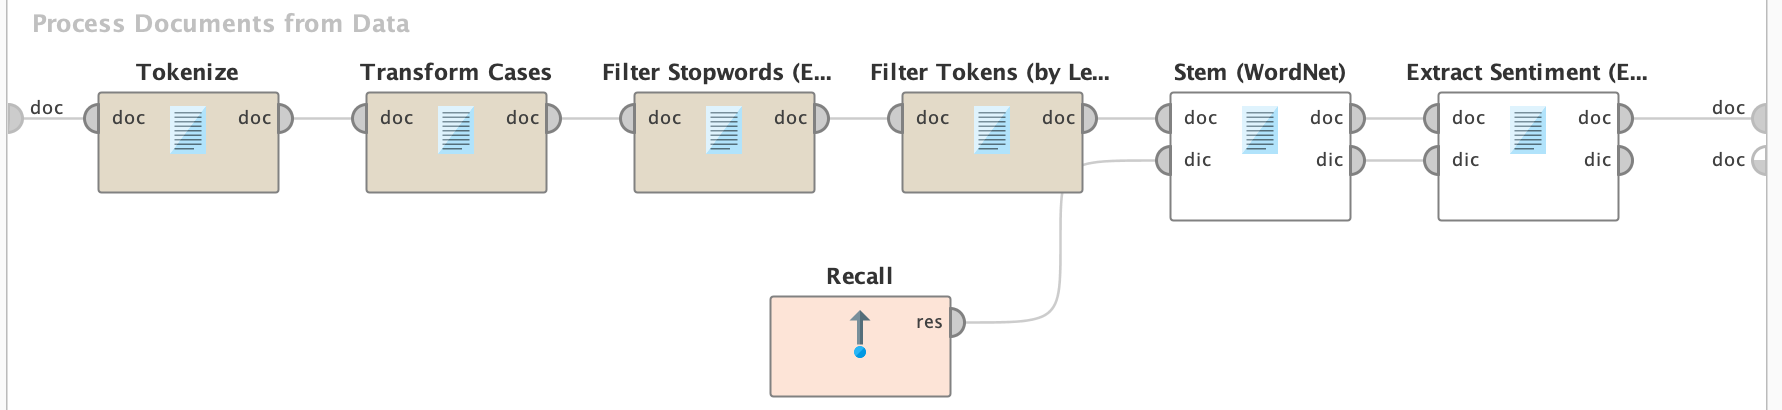 Process Documents from Data
Tokenize
Transform Cases
Filter Stopwords (E...
Filter Tokens (by Le...
Stem (WordNet)
Extract Sentiment (E...
doc
doc doc
doc doc
doc doc
doc doc
doc doc
doc doc
doc
dic dic
dic dic
doc
Recall
res